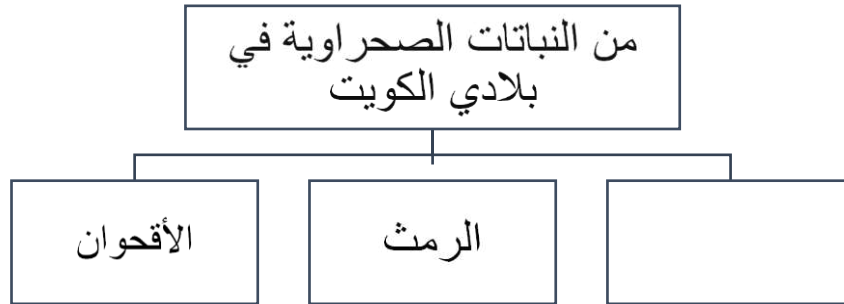 من النباتات الصحراوية في
بلادي الكويت
الرمث
الأقحوان